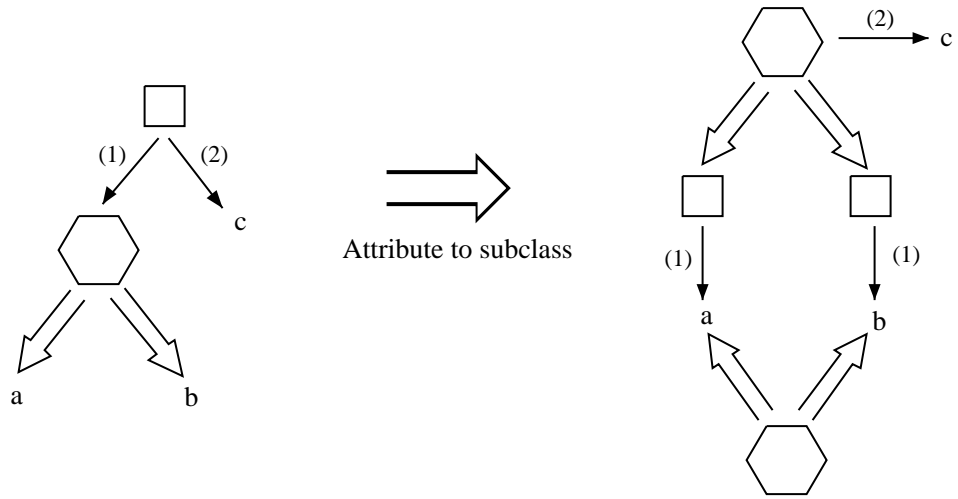 (1)
(2)
c
a
b
Attribute to subclass
(2)
c
(1)
(1)
a
b